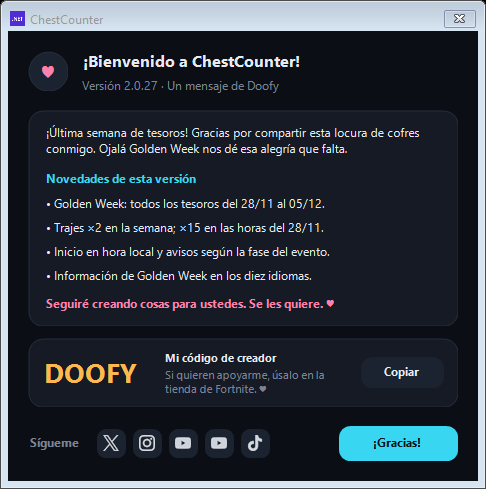 .NET ChestCounter
¡Bienvenido a ChestCounter!
Versión 2.0.27 · Un mensaje de Doofy
¡Última semana de tesoros! Gracias por compartir esta locura de cofres
conmigo. Ojalá Golden Week nos dé esa alegría que falta.
Novedades de esta versión
• Golden Week: todos los tesoros del 28/11 al 05/12.
• Trajes ×2 en la semana; ×15 en las horas del 28/11.
• Inicio en hora local y avisos según la fase del evento.
• Información de Golden Week en los diez idiomas.
Seguiré creando cosas para ustedes. Se les quiere. ♥
DOOFY
Mi código de creador
Si quieren apoyarme, úsalo en la
tienda de Fortnite. ♥
Copiar
Sígueme
¡Gracias!